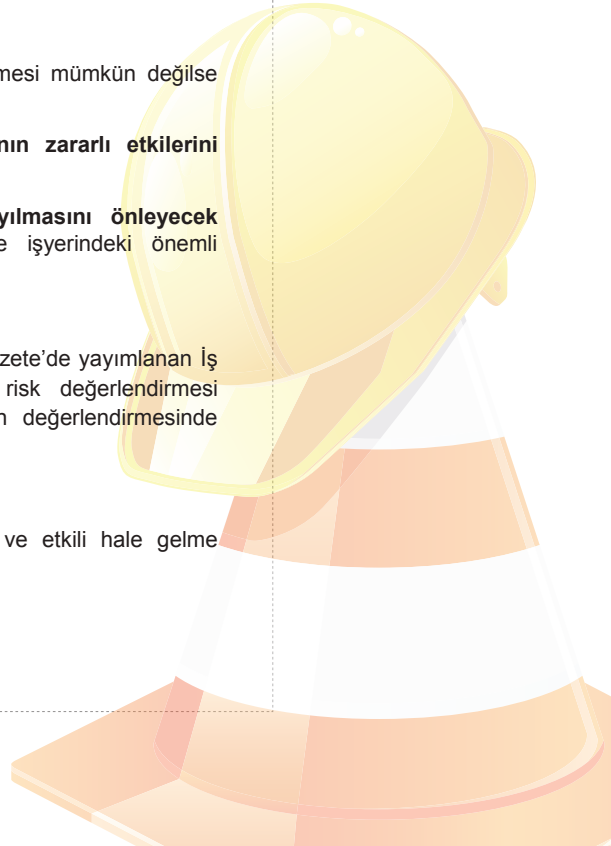 mesi mümkün değilse
nın zararlı etkilerini
yılmasını önleyecek
e işyerindeki önemli
zete’de yayımlanan İş
risk değerlendirmesi
n değerlendirmesinde
ve etkili hale gelme